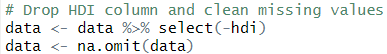 # Drop HDI column and clean missing values
data <- data %>% select(-hdi)
data <- na.omit(data)